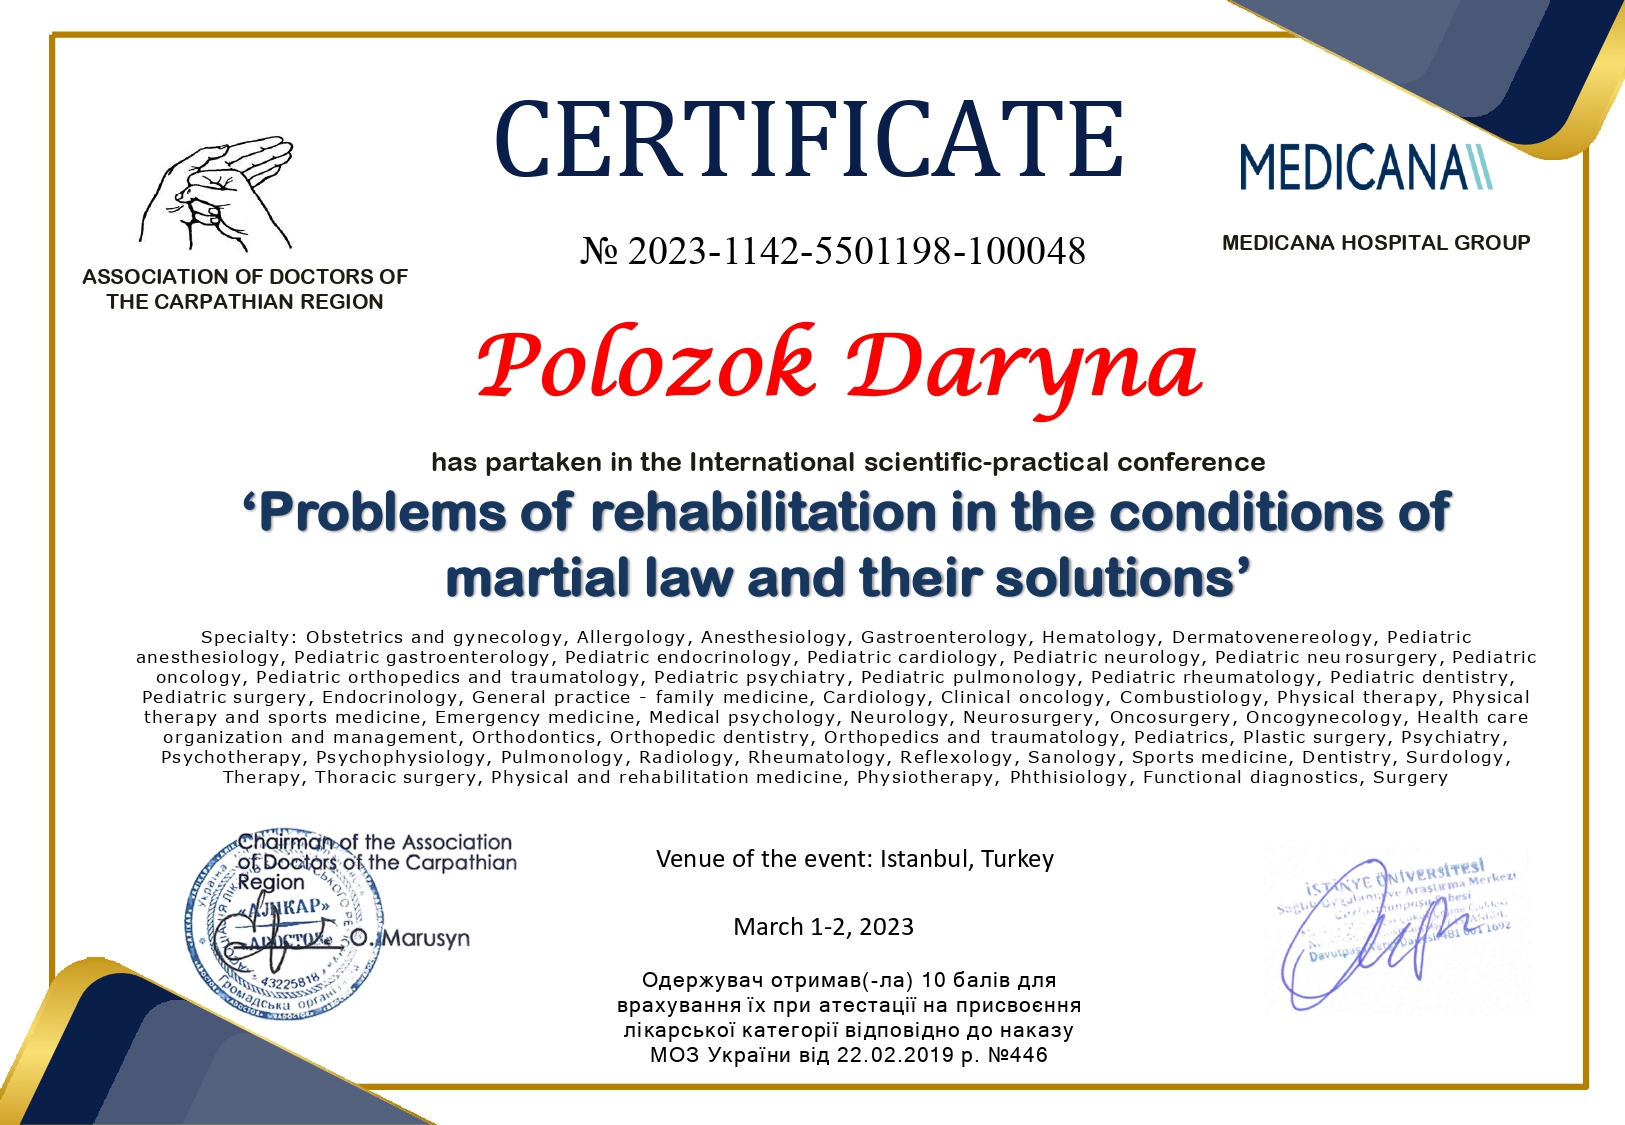 CERTIFICATE
MEDICANA
№ 2023-1142-5501198-100048
MEDICANA HOSPITAL GROUP
ASSOCIATION OF DOCTORS OF
THE CARPATHIAN REGION
Polozok Daryna
has partaken in the International scientific-practical conference
‘Problems of rehabilitation in the conditions of
martial law and their solutions’
Specialty: Obstetrics and gynecology, Allergology, Anesthesiology, Gastroenterology, Hematology, Dermatovenereology, Pediatric
anesthesiology, Pediatric gastroenterology, Pediatric endocrinology, Pediatric cardiology, Pediatric neurology, Pediatric neurosurgery, Pediatric
oncology, Pediatric orthopedics and traumatology, Pediatric psychiatry, Pediatric pulmonology, Pediatric rheumatology, Pediatric dentistry,
Pediatric surgery, Endocrinology, General practice - family medicine, Cardiology, Clinical oncology, Combustiology, Physical therapy, Physical
therapy and sports medicine, Emergency medicine, Medical psychology, Neurology, Neurosurgery, Oncosurgery, Oncogynecology, Health care
organization and management, Orthodontics, Orthopedic dentistry, Orthopedics and traumatology, Pediatrics, Plastic surgery, Psychiatry,
Psychotherapy, Psychophysiology, Pulmonology, Radiology, Rheumatology, Reflexology, Sanology, Sports medicine, Dentistry, Surdology,
Therapy, Thoracic surgery, Physical and rehabilitation medicine, Physiotherapy, Phthisiology, Functional diagnostics, Surgery
Chairman of the Association
of Doctors of the Carpathian
Region
«АЛІКАР»
О. Marusyn
43225818
Громадська
Україна
Venue of the event: Istanbul, Turkey
March 1-2, 2023
Одержувач отримав(-ла) 10 балів для
врахування їх при атестації на присвоєння
лікарської категорії відповідно до наказу
МОЗ України від 22.02.2019 р. №446
İSTİNYE ÜNİVERSİTESİ
ve Araştırma Merkezi